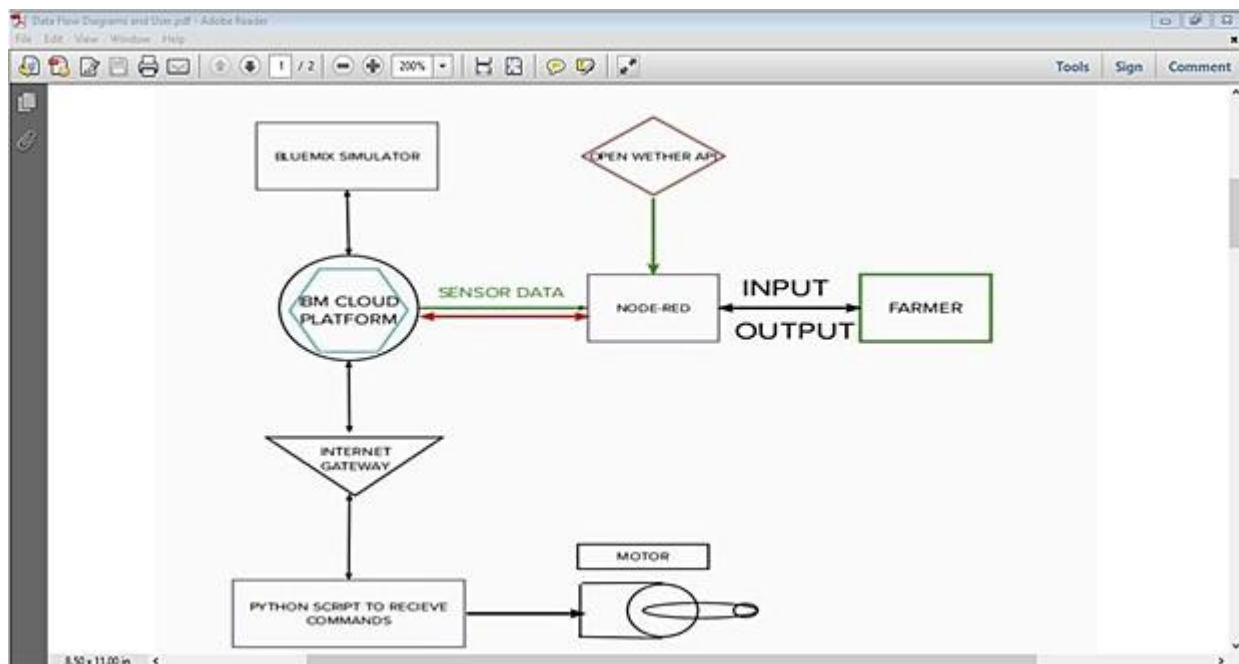 Data Flow Diagrams and User.pdf - Adobe Reader
File Edit View Window Help
1 / 2 200% Tools Sign Comment
BLUEMIX SIMULATOR
OPEN WETHER API
IBM CLOUD
PLATFORM
SENSOR DATA
NODE-RED
INPUT
OUTPUT
FARMER
INTERNET
GATEWAY
MOTOR
PYTHON SCRIPT TO RECIEVE
COMMANDS
8.50 x 11.00 in